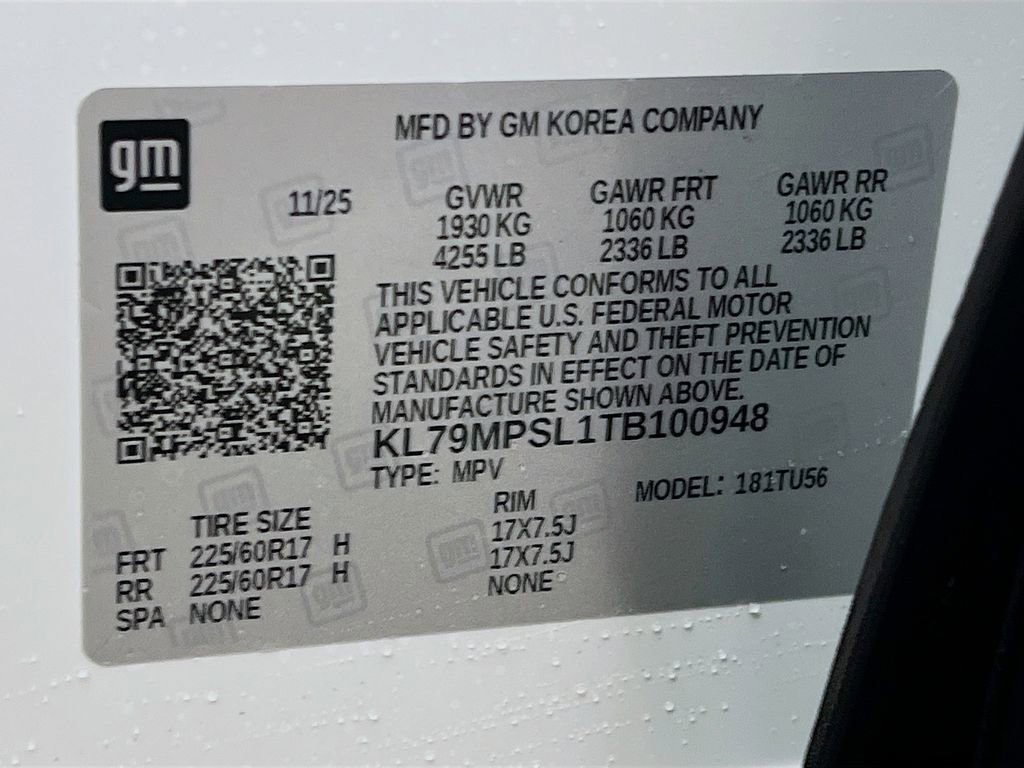 gm
MFD BY GM KOREA COMPANY
11/25
GVWR GAWR FRT GAWR RR
1930 KG 1060 KG 1060 KG
4255 LB 2336 LB 2336 LB
THIS VEHICLE CONFORMS TO ALL
APPLICABLE U.S. FEDERAL MOTOR
VEHICLE SAFETY AND THEFT PREVENTION
STANDARDS IN EFFECT ON THE DATE OF
MANUFACTURE SHOWN ABOVE.
KL79MPSL1TB100948
TYPE: MPV
MODEL: 181TU56
TIRE SIZE RIM
FRT 225/60R17 H 17X7.5J
RR 225/60R17 H 17X7.5J
SPA NONE NONE